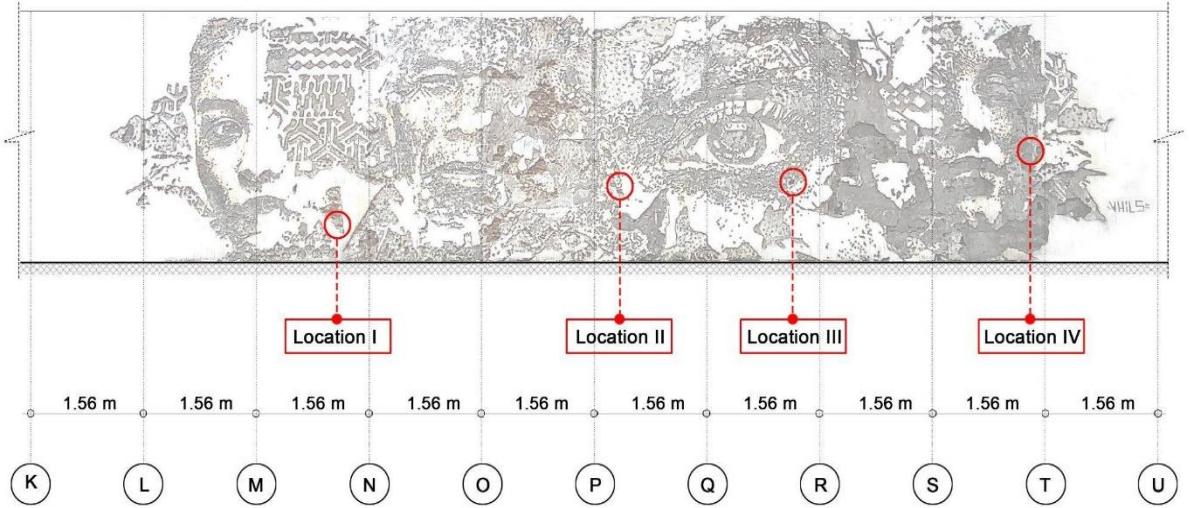 VHILS
Location I
Location II
Location III
Location IV
1.56 m 1.56 m 1.56 m 1.56 m 1.56 m 1.56 m 1.56 m 1.56 m 1.56 m 1.56 m
K L M N O P Q R S T U